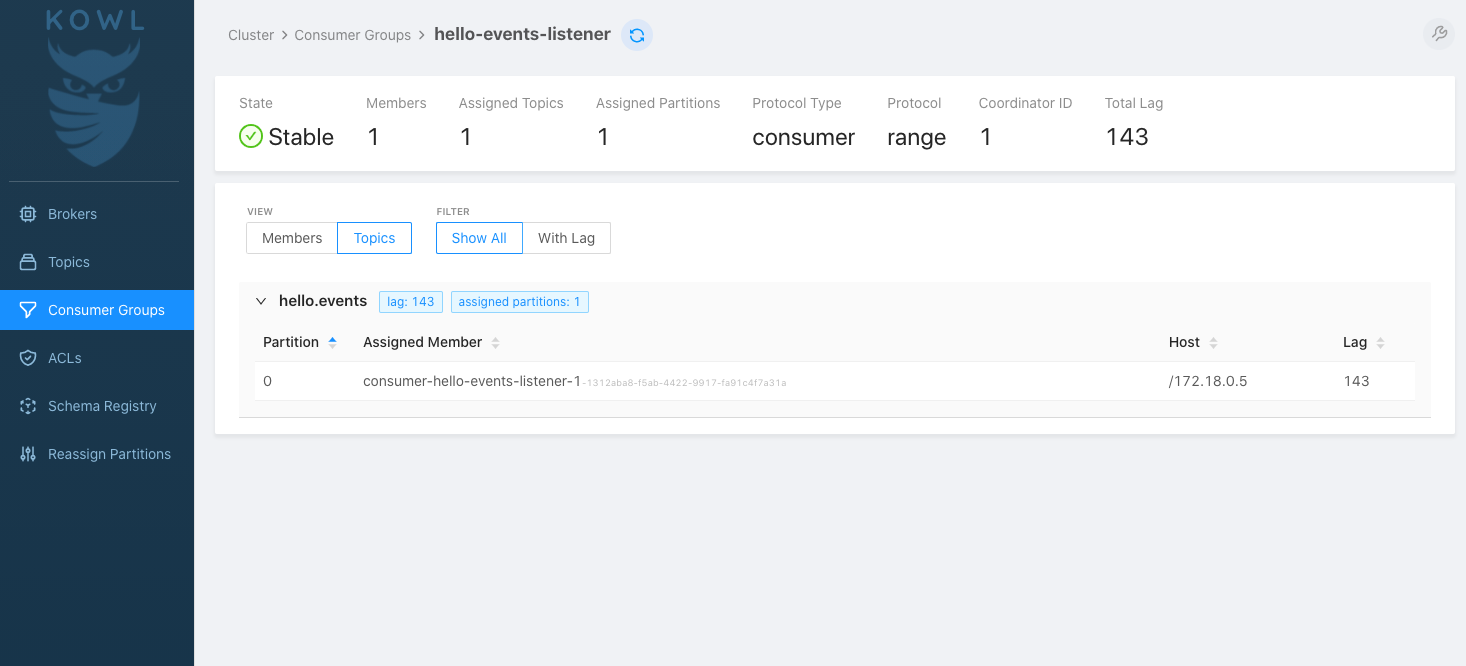 KOWL
Brokers
Topics
Consumer Groups
ACLs
Schema Registry
Reassign Partitions
Cluster > Consumer Groups > hello-events-listener
State Members Assigned Topics Assigned Partitions Protocol Type Protocol Coordinator ID Total Lag
Stable 1 1 1 consumer range 1 143
VIEW FILTER
Members Topics Show All With Lag
hello.events lag: 143 assigned partitions: 1
Partition Assigned Member Host Lag
0 consumer-hello-events-listener-1-1312aba8-f5ab-4422-9917-fa91c4f7a31a /172.18.0.5 143